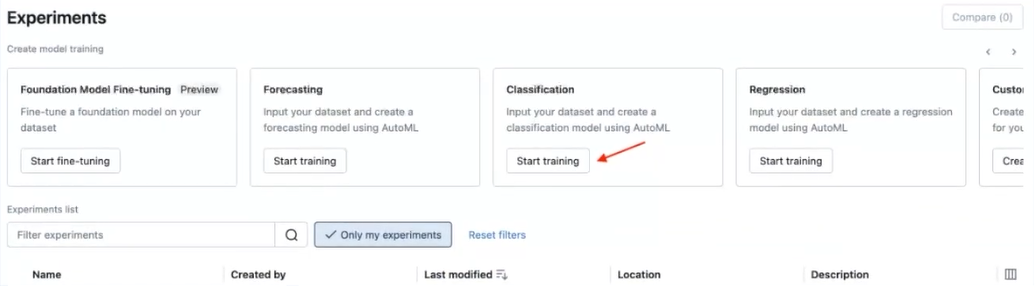 Experiments
Compare (0)
Create model training
Foundation Model Fine-tuning Preview
Fine-tune a foundation model on your
dataset
Start fine-tuning
Forecasting
Input your dataset and create a
forecasting model using AutoML
Start training
Classification
Input your dataset and create a
classification model using AutoML
Start training
Regression
Input your dataset and create a regression
model using AutoML
Start training
Custo
Create
for you
Crea
Experiments list
Filter experiments
Only my experiments
Reset filters
Name
Created by
Last modified
Location
Description